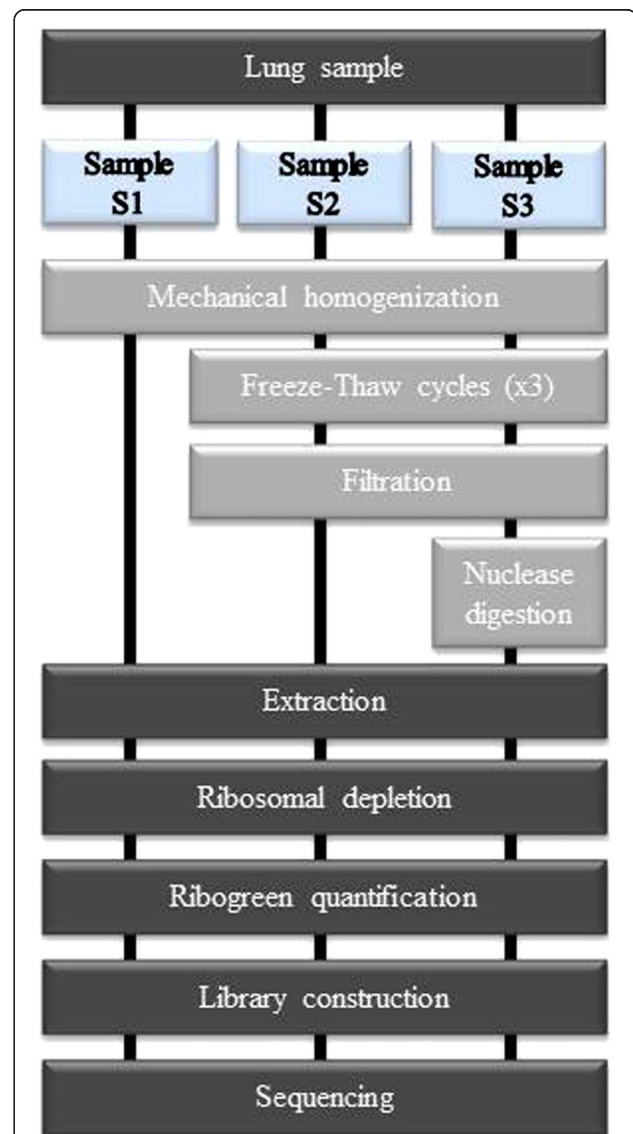 Lung sample
Sample Sample Sample
S1 S2 S3
Mechanical homogenization
Freeze-Thaw cycles (x3)
Filtration
Nuclease
digestion
Extraction
Ribosomal depletion
Ribogreen quantification
Library construction
Sequencing